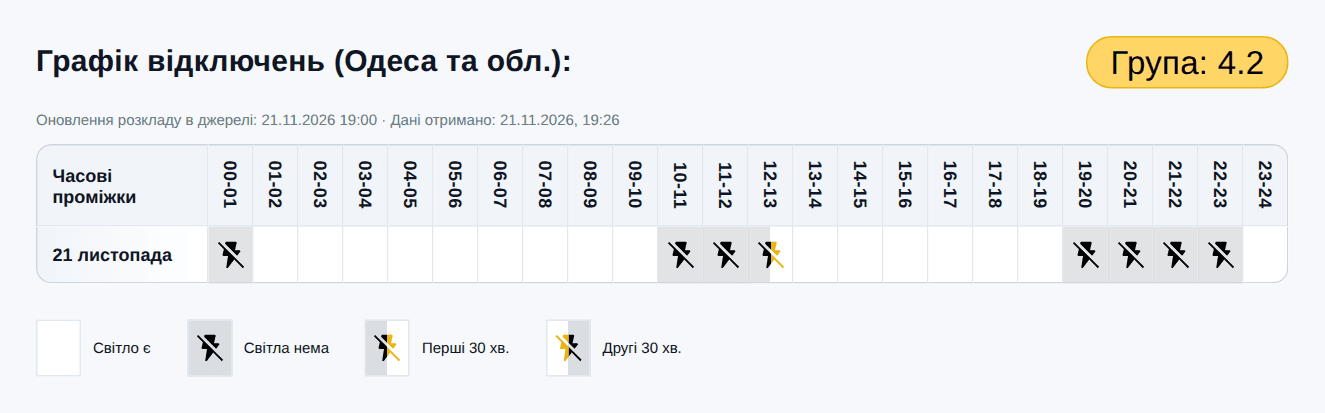 Графік відключень (Одеса та обл.):
Група: 4.2
Оновлення розкладу в джерелі: 21.11.2026 19:00 · Дані отримано: 21.11.2026, 19:26
Часові
проміжки
00-01
01-02
02-03
03-04
04-05
05-06
06-07
07-08
08-09
09-10
10-11
11-12
12-13
13-14
14-15
15-16
16-17
17-18
18-19
19-20
20-21
21-22
22-23
23-24
21 листопада
Світло є
Світла нема
Перші 30 хв.
Другі 30 хв.